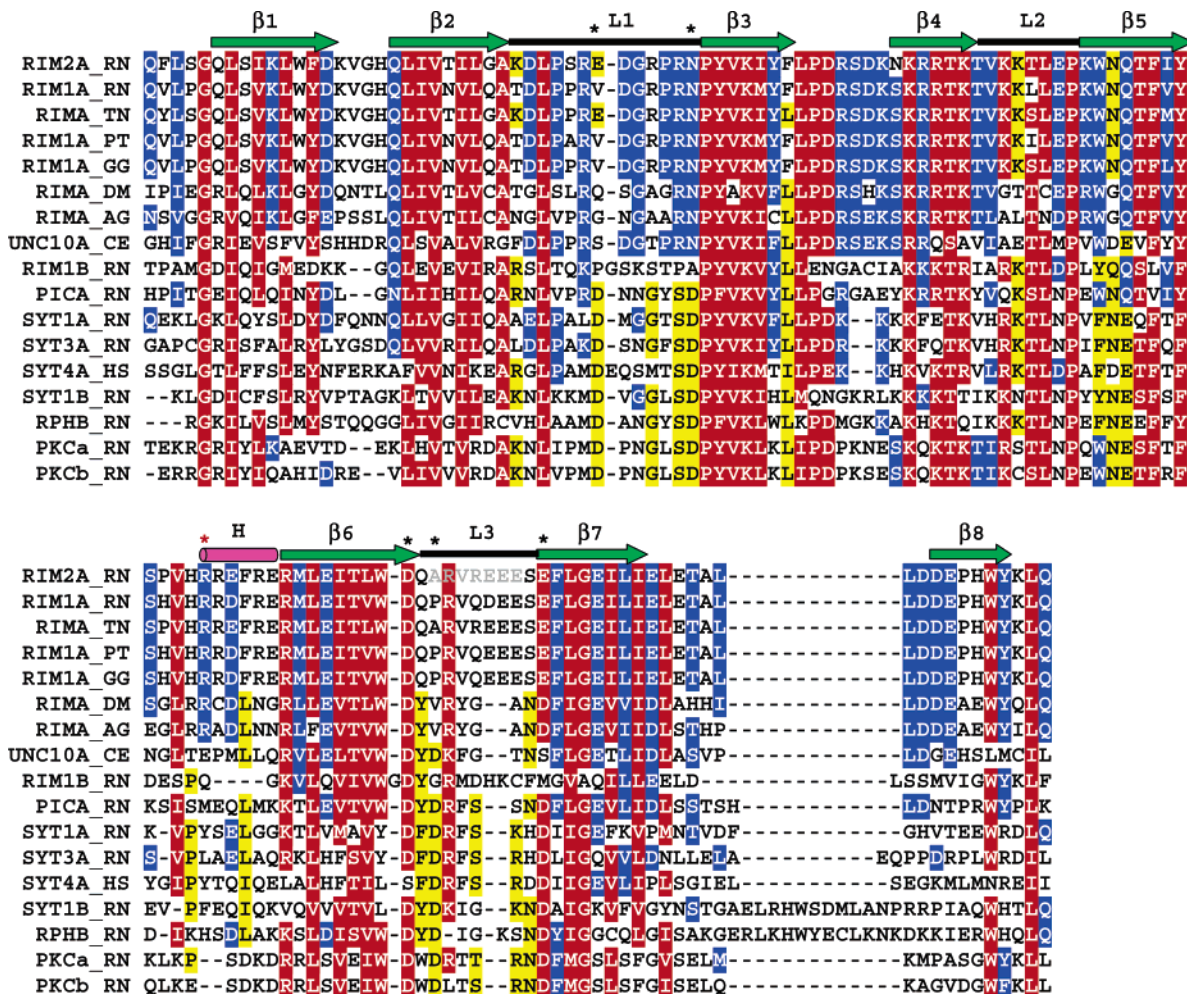 β1 β2 * L1 * β3 β4 L2 β5
RIM2A_RN QFLSGQLSIKLWFDKVGHQLIVTILGAKDLPSRE-DGRPRNPYVKIYFLPDRSDKNKRRTKTVKKTLEPKWNQTFIY
RIM1A_RN QVLPGQLSVKLWYDKVGHQLIVNVLQATDLPPRV-DGRPRNPYVKMYFLPDRSDKSKRRTKTVKKLLEPKWNQTFVY
RIMA_TN QYLSGQLSVKLWYDKVGHQLIVTILGAKDLPPRE-DGRPRNPYVKIYLLPDRSDKSKRRTKTVKKTLEPKWNQTFMY
RIM1A_PT QVLPGQLSVKLWYDKVGHQLIVNVLQATDLPARV-DGRPRNPYVKMYFLPDRSDKSKRRTKTVKKILEPKWNQTFVY
RIM1A_GG QVLPGQLSVKLWYDKVGHQLIVNVLQATDLPPRV-DGRPRNPYVKMYFLPDRSDKSKRRTKTVKKSLEPKWNQTFLY
RIMA_DM IPIEGRLQLKLGYDQNTLQLIVTLVCATGLSLRQ-SGAGRNPYAKVFLLPDRSHKSKRRTKTVGTTCEPRWGQTFVY
RIMA_AG NSVGGRVQIKLGFEPSSLQLIVTILCANGLVPRG-NGAARNPYVKICLLPDRSEKSKRRTKTLALTNDPRWGQTFVY
UNC10A_CE GHIFGRIEVSFVYSHHDRQLSVALVRGFDLPPRS-DGTPRNPYVKIFLLPDRSEKSRRQSAVIAETLMPVWDEVFYY
RIM1B_RN TPAMGDIQIGMEDKK--GQLEVEVIRARSLTQKPGSKSTPAPYVKVYLLENGACIAKKKTRIARKTLDPLYQQSLVF
PICA_RN HPITGEIQLQINYDL--GNLIIHILQARNLVPRD-NNGYSDPFVKVYLLPGRGAEYKRRTKYVQKSLNPEWNQTVIY
SYT1A_RN QEKLGKLQYSLDYDFQNNQLLVGIIQAAELPALD-MGGTSDPYVKVFLLPDK--KKKFETKVHRKTLNPVFNEQFTF
SYT3A_RN GAPCGRISFALRYLYGSDQLVVRILQALDLPAKD-SNGFSDPYVKIYLLPDR--KKKFQTKVHRKTLNPIFNETFQF
SYT4A_HS SSGLGTLFFSLEYNFERKAFVVNIKEARGLPAMDEQSMTSDPYIKMTILPEK--KHKVKTRVLRKTLDPAFDETFTF
SYT1B_RN --KLGDICFSLRYVPTAGKLTVVILEAKNLKKMD-VGGLSDPYVKIHLMQNGKRLKKKKTTIKKNTLNPYYNESFSF
RPHB_RN ---RGKILVSLMYSTQQGGLIVGIIRCVHLAAMD-ANGYSDPFVKLWLKPDMGKKAKHKTQIKKKTLNPEFNEEFFY
PKCa_RN TEKRGRIYLKAEVTD--EKLHVTVRDAKNLIPMD-PNGLSDPYVKLKLIPDPKNESKQKTKTIRSTLNPQWNESFTF
PKCb_RN -ERRGRIYIQAHIDRE--VLIVVVRDAKNLVPMD-PNGLSDPYVKLKLIPDPKSESKQKTKTIKCSLNPEWNETFRF
* H β6 * * L3 * β7 β8
RIM2A_RN SPVHRREFRERMLEITLWDQARVREEESEFLGEILIELETAL-------------LDDEPHWYKLQ
RIM1A_RN SHVHRRDFRERMLEITVW-DQPRVQDEESEFLGEILIELETAL-------------LDDEPHWYKLQ
RIMA_TN SPVHRREFRERMLEITLW-DQARVREEESEFLGEILIELETAL-------------LDDEPHWYKLQ
RIM1A_PT SHVHRRDFRERMLEITVW-DQPRVQEEESEFLGEILIELETAL-------------LDDEPHWYKLQ
RIM1A_GG SHVHRRDFRERMLEITVW-DQPRVQEEESEFLGEILIELETAL-------------LDDEPHWYKLQ
RIMA_DM SGLRRCDLNGRLLEVTVW-DYVRYG--ANDFIGEVVIDLAHHI-------------LDDEAEWYQLQ
RIMA_AG EGLRRADLNNRLFEVTVW-DYVRYG--ANDFIGEVIIDLSTHP-------------LDDEAEWYILQ
UNC10A_CE NGLTEPMLLQRVLELTVW-DYDKFG--TNSFLGETLIDLASVP-------------LDGEHSLMCIL
RIM1B_RN DESPQ----GKVLQVIVWGDYGRMDHKCFMGVAQILLEELD-------------LSSMVIGWYKLF
PICA_RN KSISMEQLMKKTLEVTVW-DYDRFS--SNDFLGEVLIDLSSTSH------------LDNTPRWYPLK
SYT1A_RN K-VPYSELGGKTLVMAVY-DFDRFS--KHDIIGEFKVPMNTVDF------------GHVTEEWRDLQ
SYT3A_RN S-VPLAELAQRKLHFSVY-DFDRFS--RHDLIGQVVLDNLLELA-----------EQPPDRPLWRDIL
SYT4A_HS YGIPYTQIQELALHFTIL-SFDRFS--RDDIIGEVLIPLSGIEL------------SEGKMLMNREII
SYT1B_RN EV-PFEQIQKVQVVVTVL-DYDKIG--KNDAIGKVFVGYNSTGAELRHWSDMLANPRRPIAQWHTLQ
RPHB_RN D-IKHSDLAKKSLDISVW-DYD-IG-KSNDYIGGCQLGISAKGERLKHWYECLKNKDKKIERWHQLQ
PKCa_RN KLKP--SDKDRRLSVEIW-DWDRTT--RNDFMGSLSFGVSELM-------------KMPASGWYKLL
PKCb_RN QLKE--SDKDRRLSVEIW-DWDLTS--RNDFMGSLSFGISELQ-------------KAGVDGWFKLL